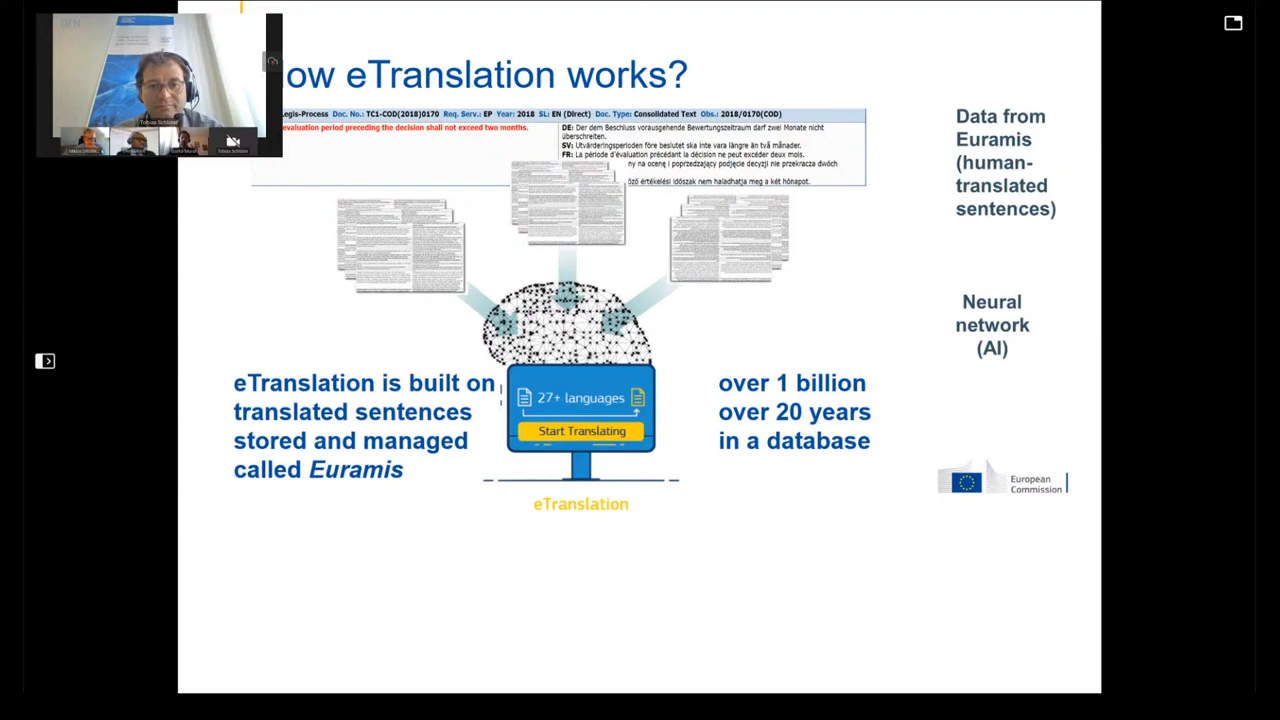 Tobias Schlüter
Tobias Schlüter
ow eTranslation works?
Legis-Process Doc. No.: TC1-COD(2018)0170 Req. Serv.: EP Year: 2018 SL: EN (Direct) Doc. Type: Consolidated Text Obs.: 2018/0170(COD)
evaluation period preceding the decision shall not exceed two months.
DE: Der dem Beschluss vorausgehende Bewertungszeitraum darf zwei Monate nicht
überschreiten.
SV: Utvärderingsperioden före beslutet ska inte vara längre än två månader.
FR: La période d'évaluation précédant la décision ne peut excéder deux mois.
ny na ocenę i poprzedzający podjęcie decyzji nie przekracza dwóch
értékelési időszak nem haladhatja meg a két hónapot.
Data from
Euramis
(human-
translated
sentences)
Neural
network
(AI)
eTranslation is built on
translated sentences
stored and managed
called Euramis
27+ languages
Start Translating
eTranslation
over 1 billion
over 20 years
in a database
European
Commission